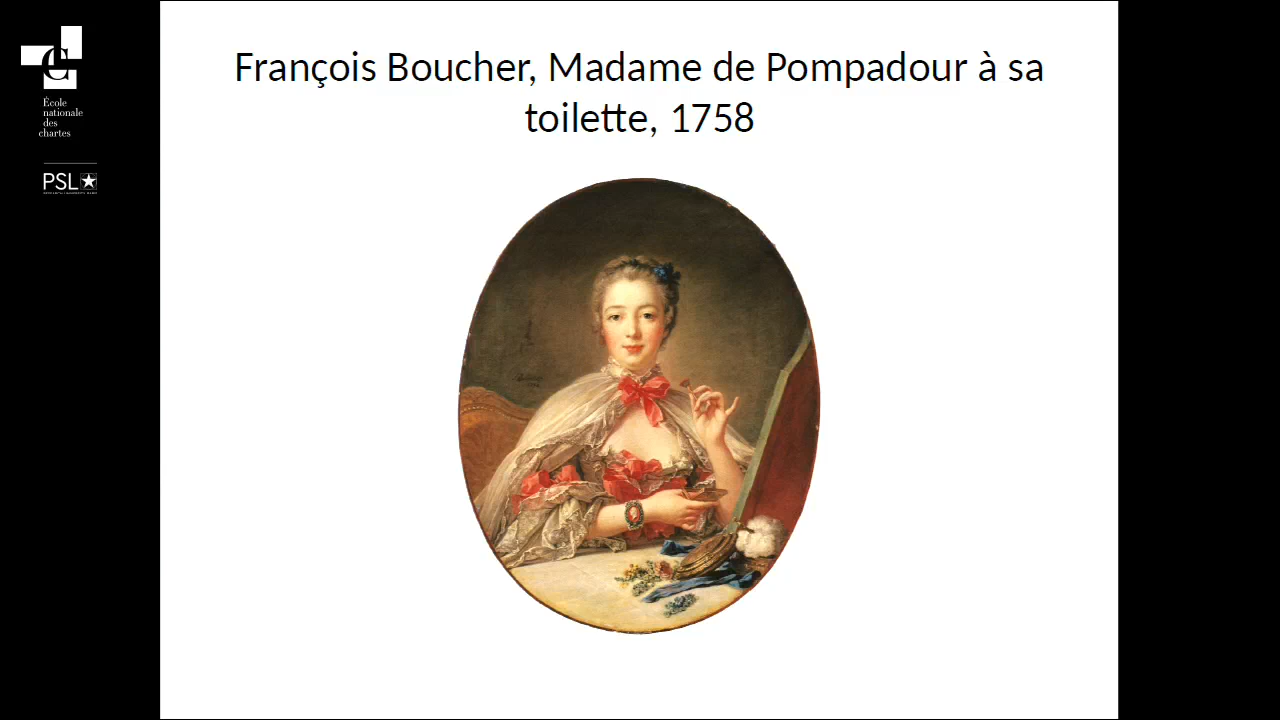 François Boucher, Madame de Pompadour à sa
toilette, 1758
École
nationale
des
chartes
PSL